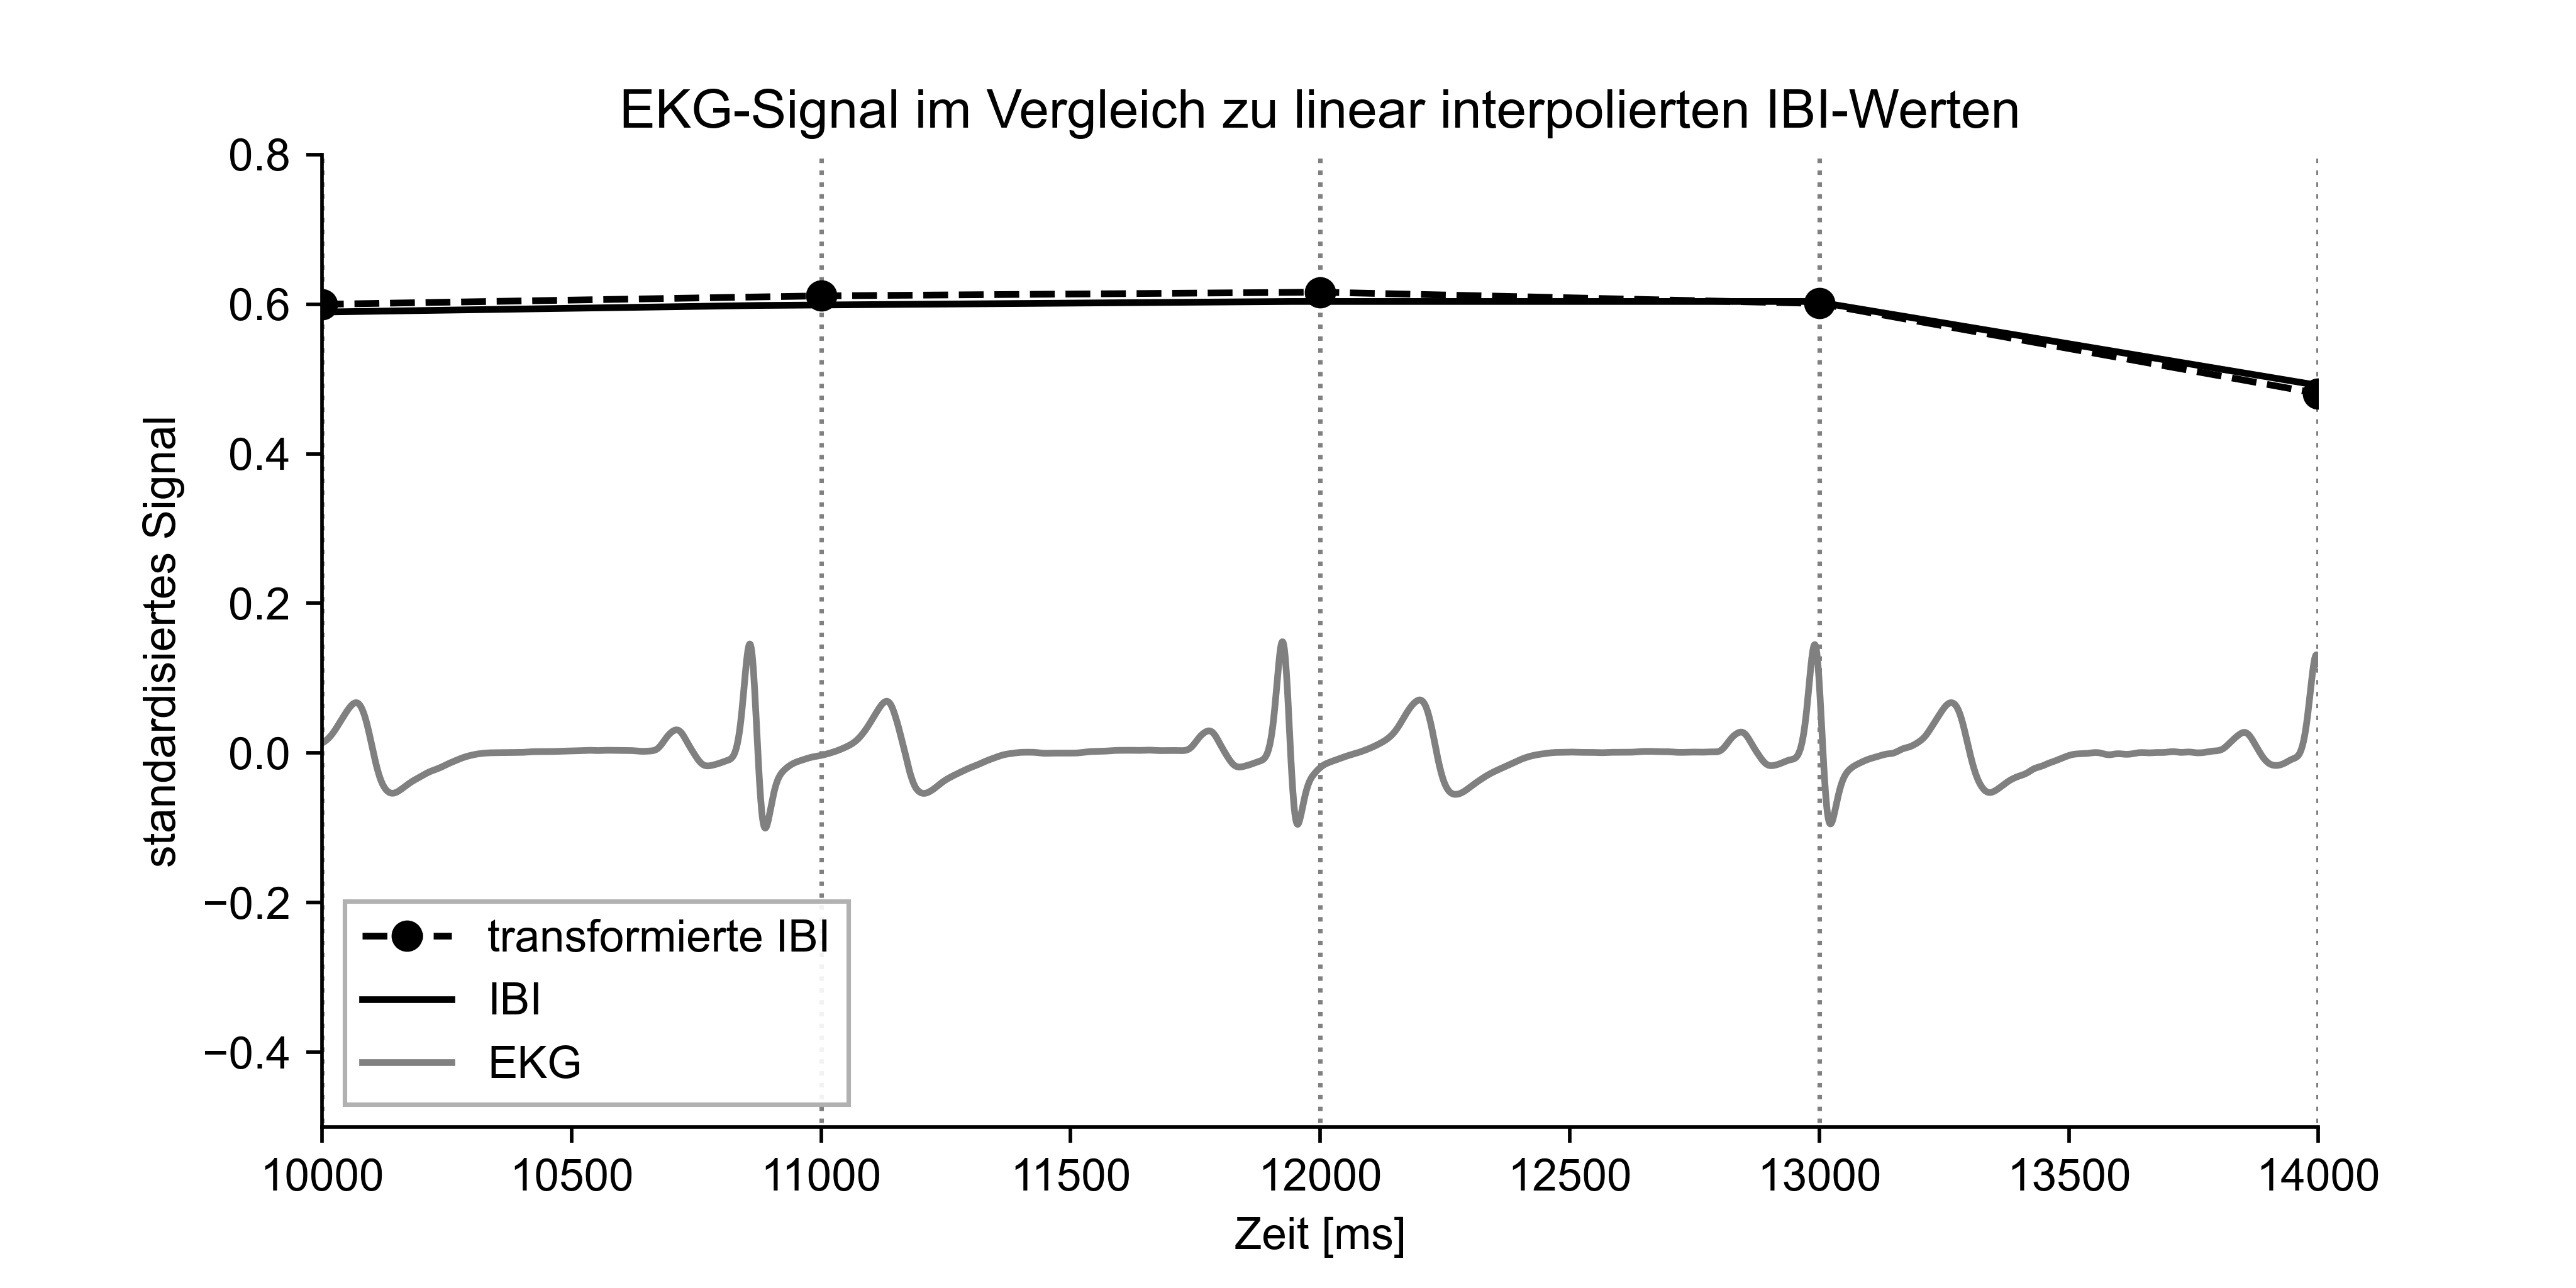 EKG-Signal im Vergleich zu linear interpolierten IBI-Werten
standardisiertes Signal
0.8
0.6
0.4
0.2
0.0
−0.2
−0.4
transformierte IBI
IBI
EKG
10000 10500 11000 11500 12000 12500 13000 13500 14000
Zeit [ms]